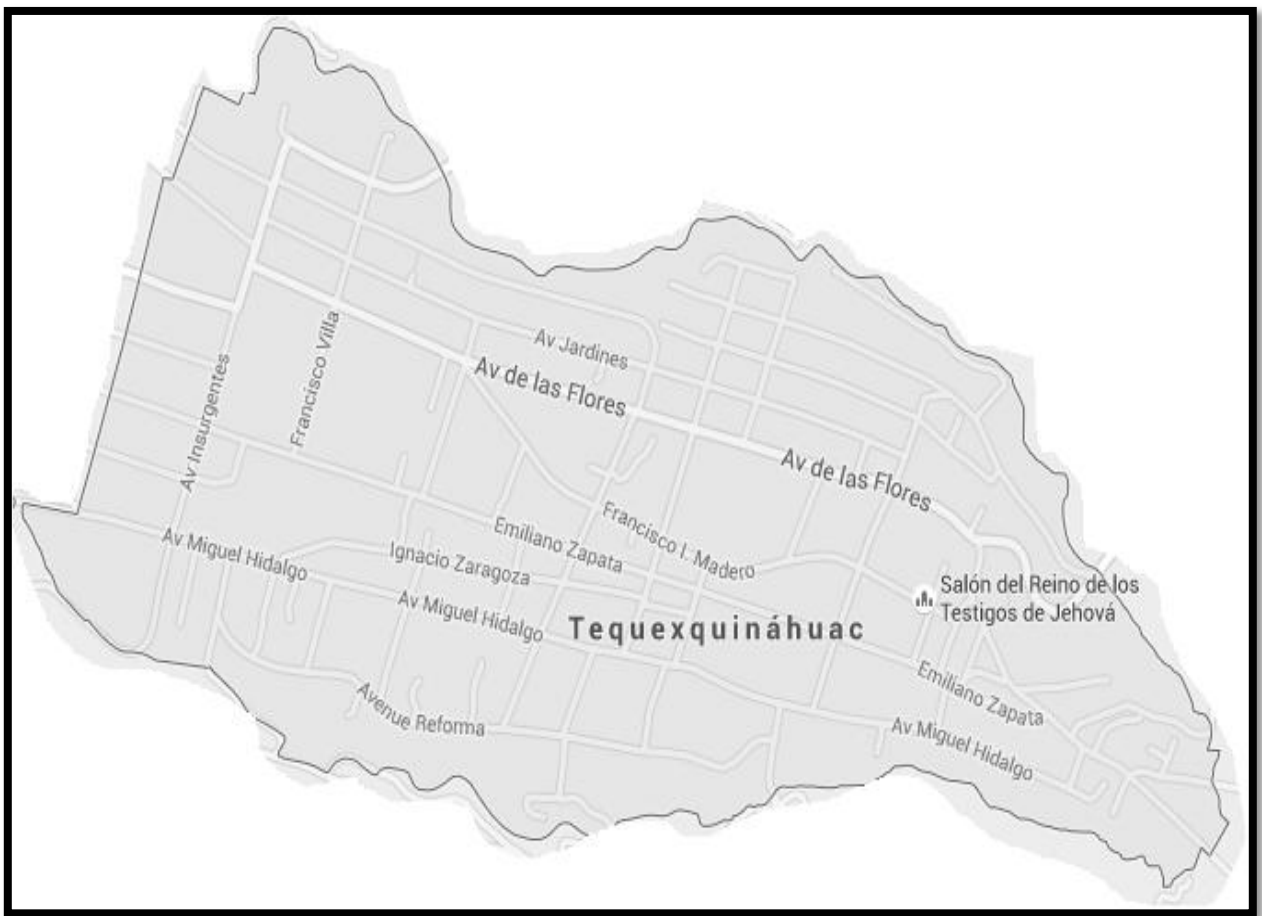 Av Jardines
Av de las Flores
Francisco Villa
Av Insurgentes
Av de las Flores
Francisco I. Madero
Emiliano Zapata
Av Miguel Hidalgo
Ignacio Zaragoza
Salón del Reino de los
Testigos de Jehová
Av Miguel Hidalgo
Tequexquináhuac
Emiliano Zapata
Avenue Reforma
Av Miguel Hidalgo